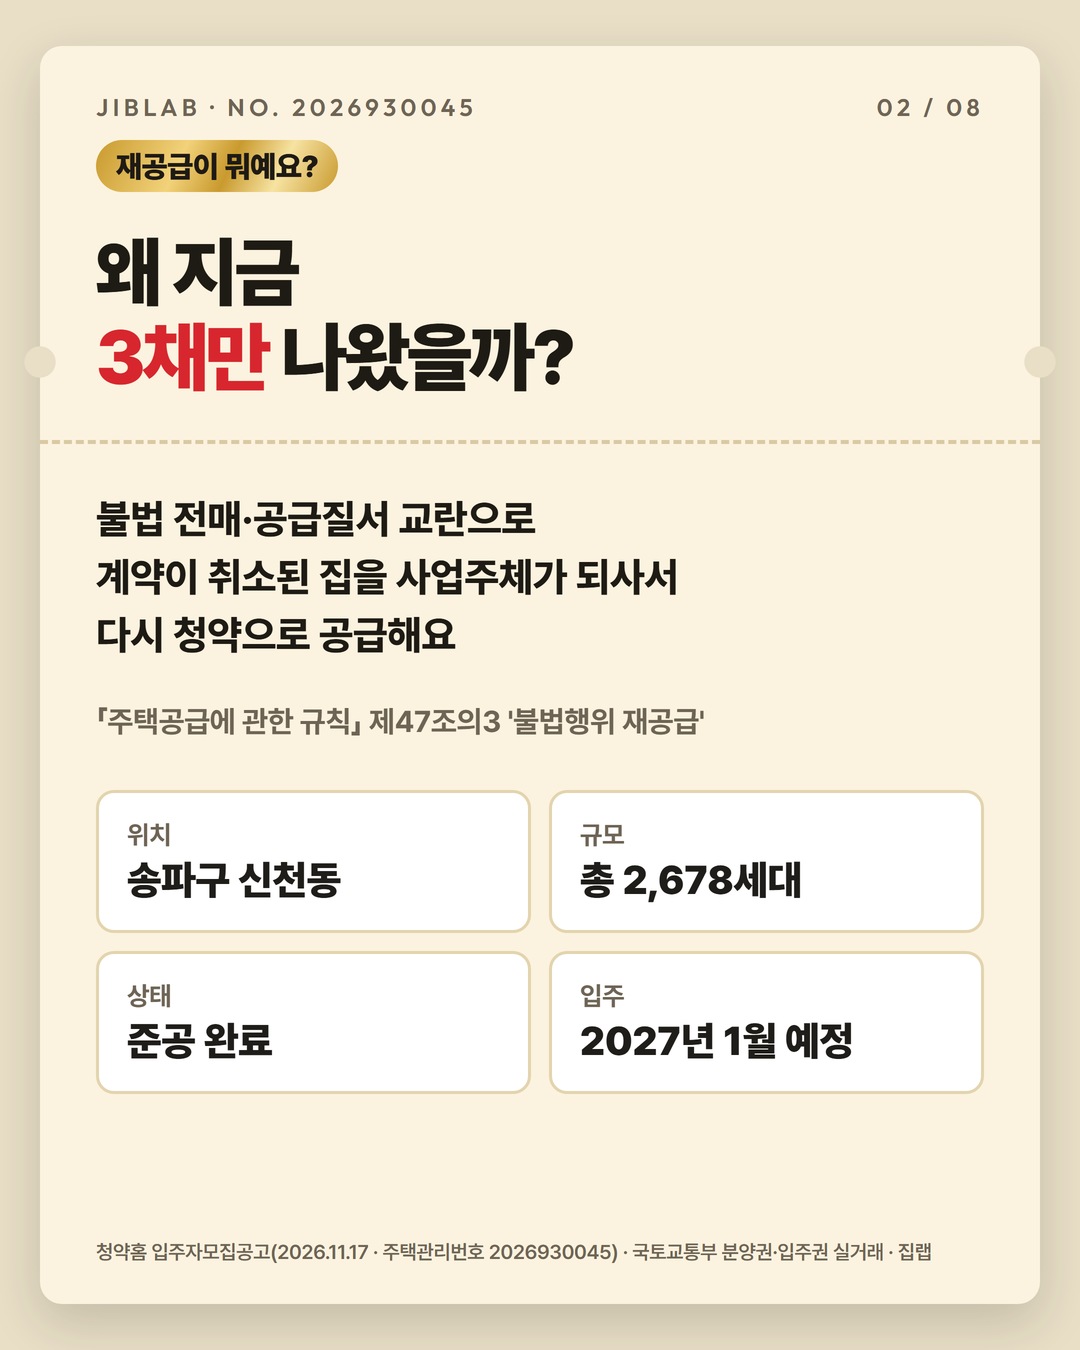 JIBLAB · NO. 2026930045
02 / 08
재공급이 뭐예요?
왜 지금
3채만 나왔을까?
불법 전매·공급질서 교란으로
계약이 취소된 집을 사업주체가 되사서
다시 청약으로 공급해요
「주택공급에 관한 규칙」 제47조의3 '불법행위 재공급'
위치
송파구 신천동
규모
총 2,678세대
상태
준공 완료
입주
2027년 1월 예정
청약홈 입주자모집공고(2026.11.17 · 주택관리번호 2026930045) · 국토교통부 분양권·입주권 실거래 · 집랩